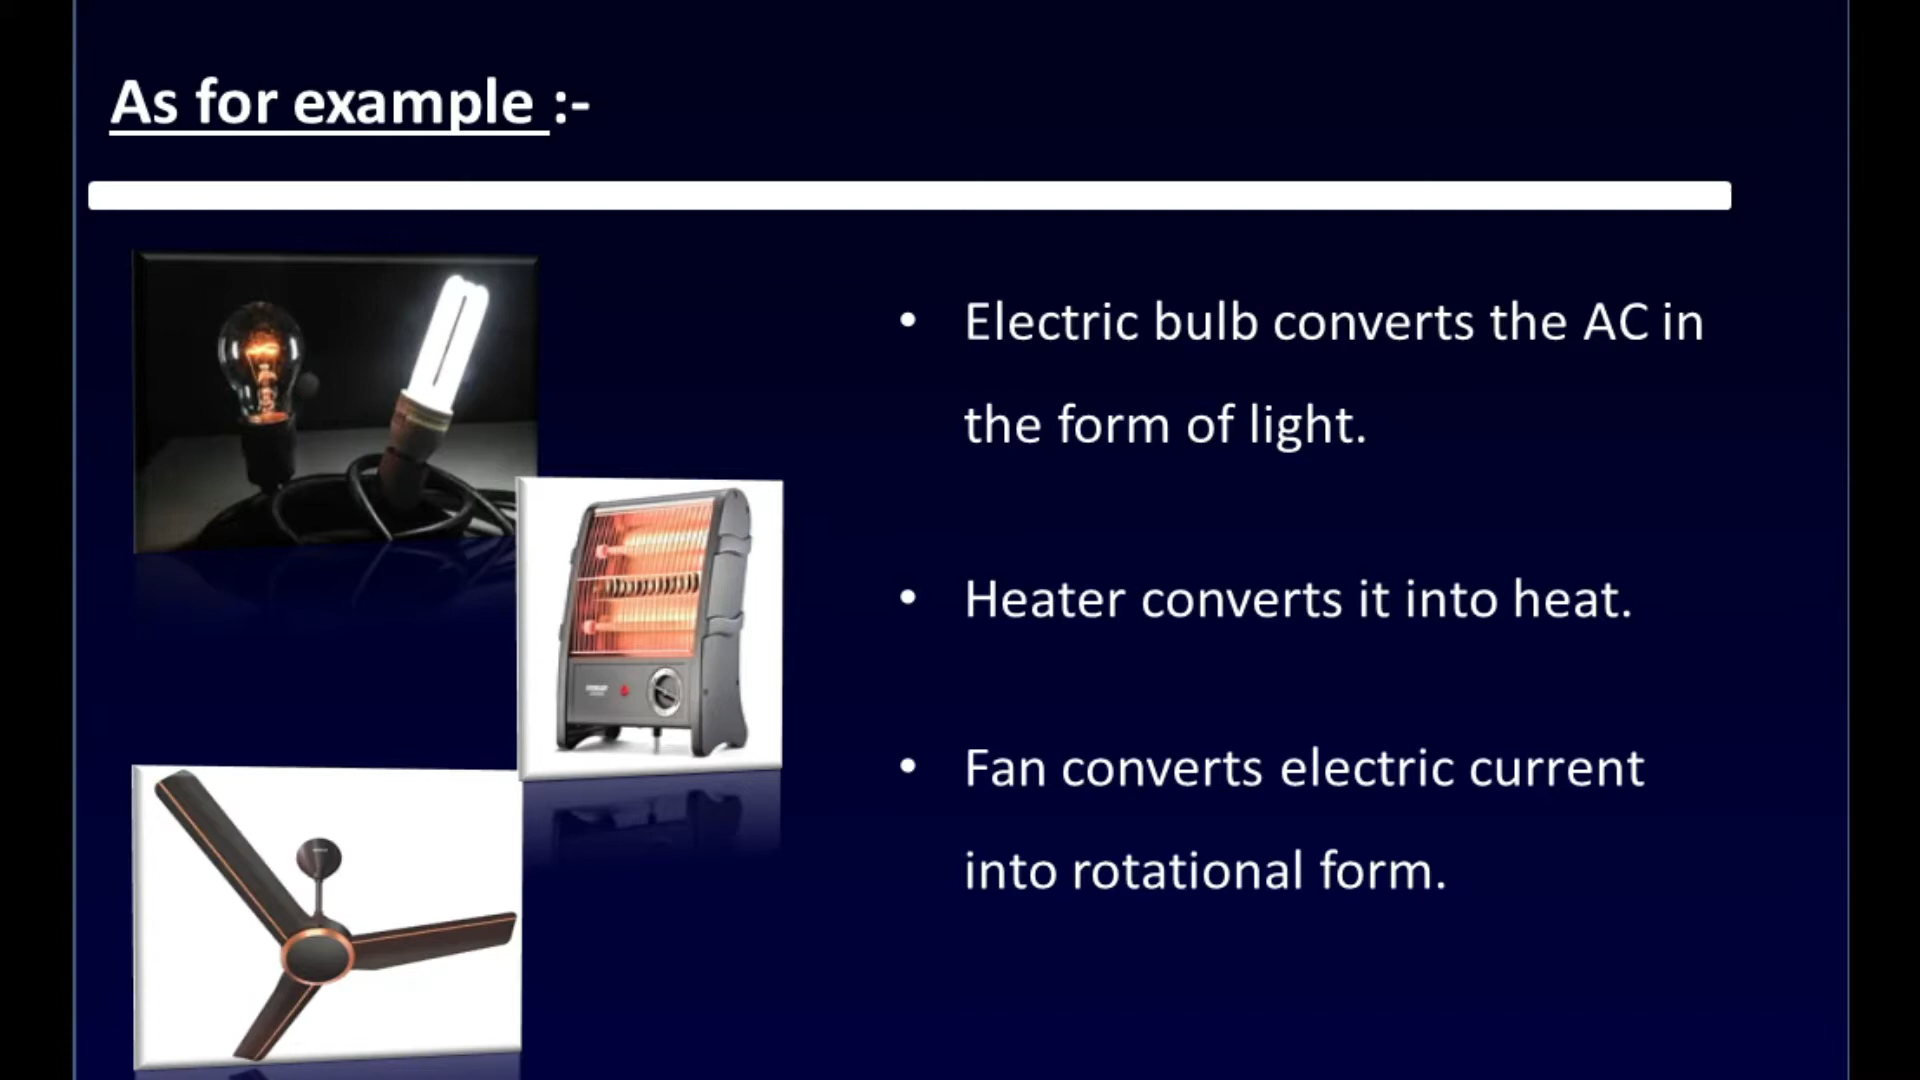 As for example :-
• Electric bulb converts the AC in
the form of light.
• Heater converts it into heat.
• Fan converts electric current
into rotational form.